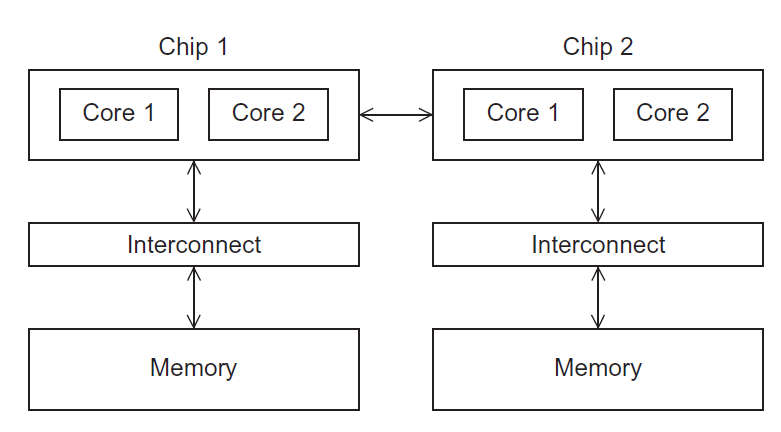 Chip 1
Chip 2
Core 1
Core 2
Core 1
Core 2
Interconnect
Interconnect
Memory
Memory